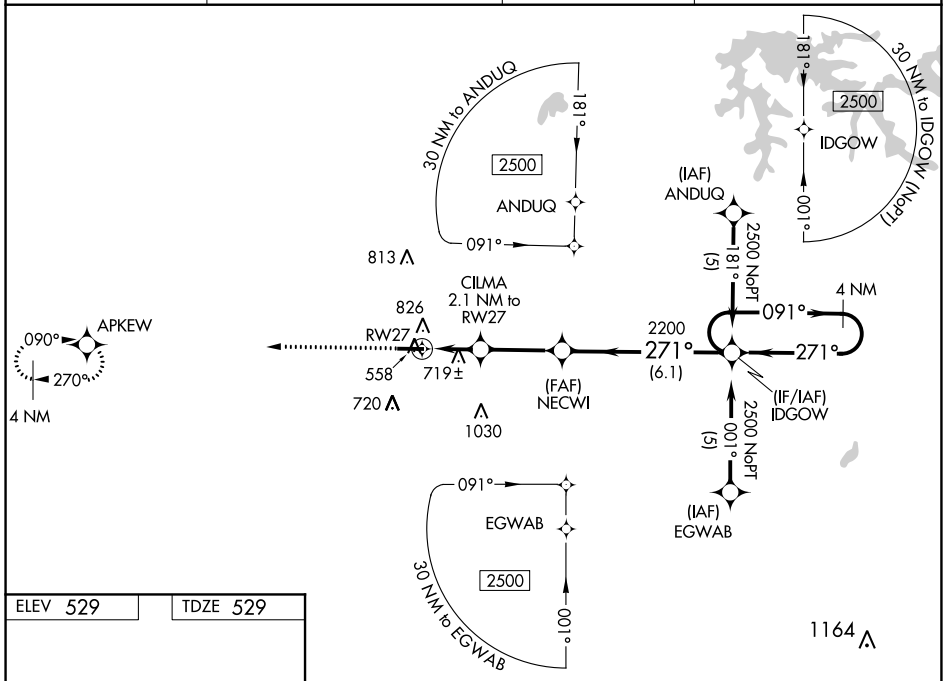 30 NM to ANDUQ
181°
2500
ANDUQ
091°
181°
30 NM to IDGOW (NoPT)
2500
IDGOW
001°
(IAF)
ANDUQ
2500 NoPT
181°
(5)
813
CILMA
2.1 NM to
RW27
826
RW27
558
719±
720
1030
090°
APKEW
270°
4 NM
(FAF)
NECWI
2200
271°
(6.1)
091°
4 NM
271°
(IF/IAF)
IDGOW
2500 NoPT
001°
(5)
(IAF)
EGWAB
091°
EGWAB
2500
001°
30 NM to EGWAB
1164
ELEV 529
TDZE 529